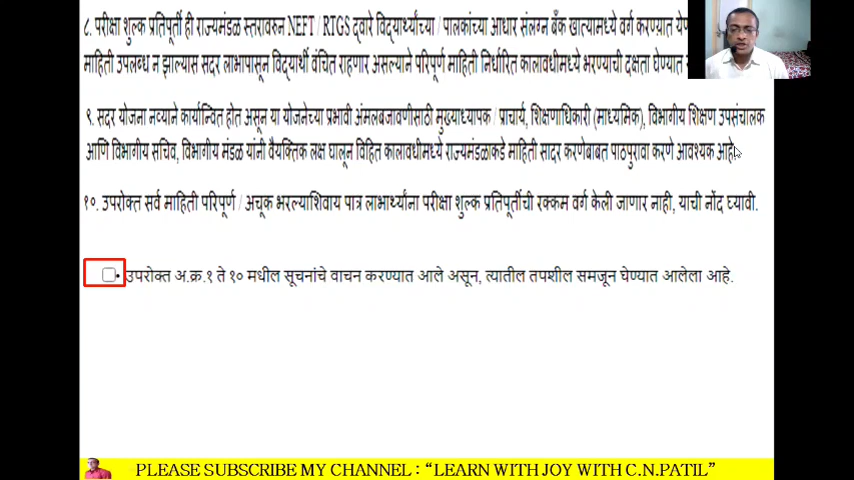 ८. परीक्षा शुल्क प्रतिपूर्ती ही राज्यमंडळ स्तरावरुन NEFT / RTGS द्वारे विद्यार्थ्यांच्या / पालकांच्या आधार संलग्न बँक खात्यामध्ये वर्ग करण्यात
माहिती उपलब्ध न झाल्यास सदर लाभापासून विद्यार्थी वंचित राहणार असल्याने परिपूर्ण माहिती निर्धारित कालावधीमध्ये भरण्याची दक्षता घेण्यात
९. सदर योजना नव्याने कार्यान्वित होत असून या योजनेच्या प्रभावी अंमलबजावणीसाठी मुख्याध्यापक / प्राचार्य, शिक्षणाधिकारी (माध्यमिक), विभागीय शिक्षण उपसंचालक
आणि विभागीय सचिव, विभागीय मंडळ यांनी वैयक्तिक लक्ष घालून विहित कालावधीमध्ये राज्यमंडळाकडे माहिती सादर करणेबाबत पाठपुरावा करणे आवश्यक आहे.
१०. उपरोक्त सर्व माहिती परिपूर्ण / अचूक भरल्याशिवाय पात्र लाभार्थ्यांना परीक्षा शुल्क प्रतिपूर्तीची रक्कम वर्ग केली जाणार नाही, याची नोंद घ्यावी.
• उपरोक्त अ.क्र.१ ते १० मधील सूचनांचे वाचन करण्यात आले असून, त्यातील तपशील समजून घेण्यात आलेला आहे.
PLEASE SUBSCRIBE MY CHANNEL : “LEARN WITH JOY WITH C.N.PATIL”